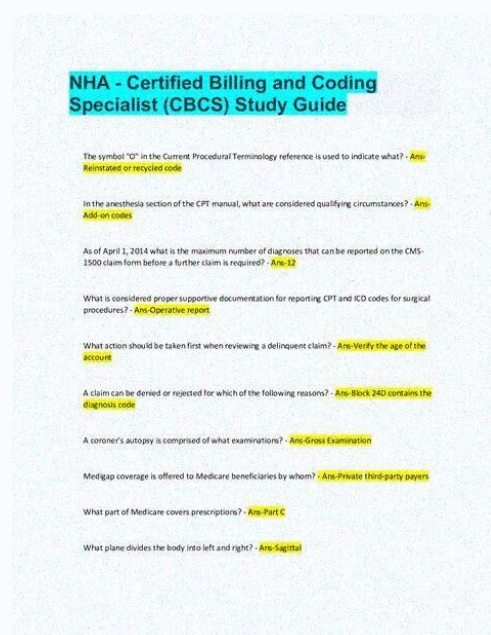 NHA - Certified Billing and Coding
Specialist (CBCS) Study Guide
The symbol "O" in the Current Procedural Terminology reference is used to indicate what? - Ans-
Reinstated or recycled code
In the anesthesia section of the CPT manual, what are considered qualifying circumstances? - Ans-
Add-on codes
As of April 1, 2014 what is the maximum number of diagnoses that can be reported on the CMS-
1500 claim form before a further claim is required? - Ans-12
What is considered proper supportive documentation for reporting CPT and ICD codes for surgical
procedures? - Ans-Operative report
What action should be taken first when reviewing a delinquent claim? - Ans-Verify the age of the
account
A claim can be denied or rejected for which of the following reasons? - Ans-Block 24D contains the
diagnosis code
A coroner's autopsy is comprised of what examinations? - Ans-Gross Examination
Medigap coverage is offered to Medicare beneficiaries by whom? - Ans-Private third-party payers
What part of Medicare covers prescriptions? - Ans-Part C
What plane divides the body into left and right? - Ans-Sagittal